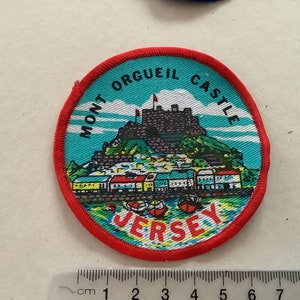 MONT ORGUEIL CASTLE
JERSEY
cm 1 2 3 4 5 6 7